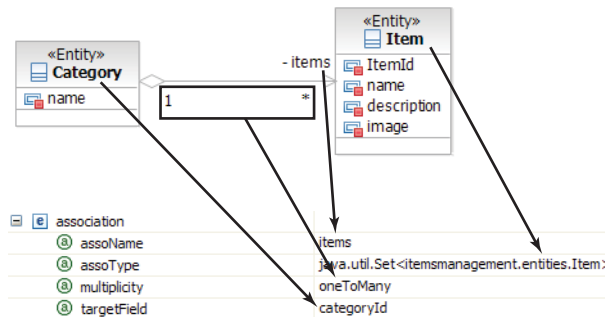 «Entity»
Category
name
- items
1 *
«Entity»
Item
ItemId
name
description
image
e association
a assoName items
a assoType java.util.Set<itemsmanagement.entities.Item>
a multiplicity oneToMany
a targetField categoryId